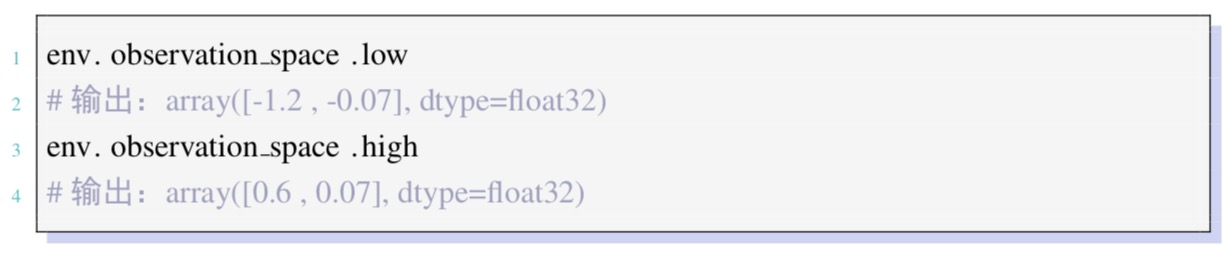 1 env. observation_space .low
2 # 输出：array([-1.2 , -0.07], dtype=float32)
3 env. observation_space .high
4 # 输出：array([0.6 , 0.07], dtype=float32)